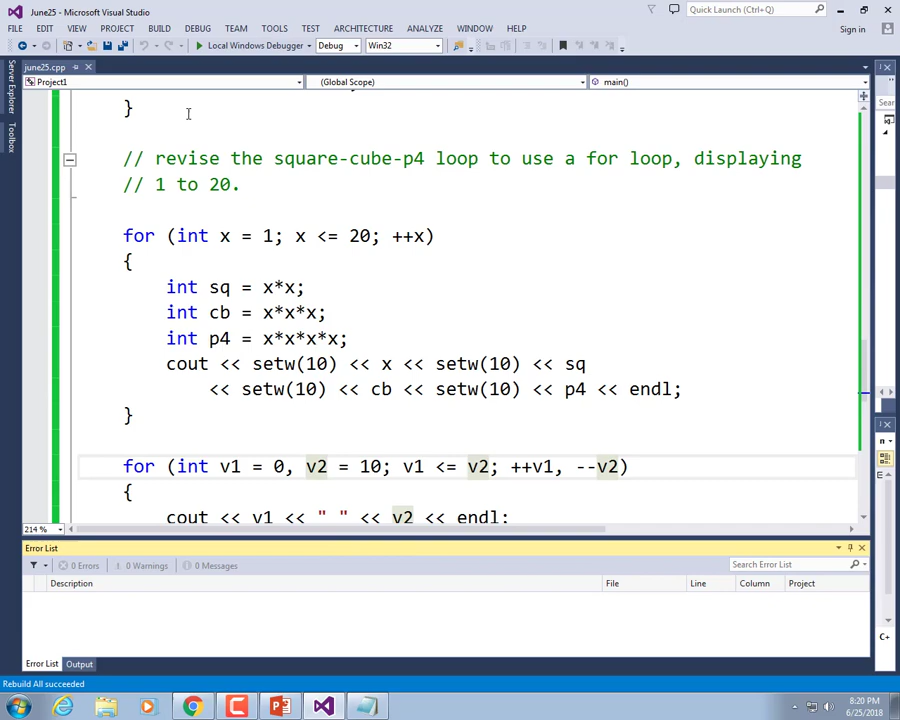 June25 - Microsoft Visual Studio
Quick Launch (Ctrl+Q)
FILE EDIT VIEW PROJECT BUILD DEBUG TEAM TOOLS TEST ARCHITECTURE ANALYZE WINDOW HELP
Sign in
Local Windows Debugger Debug Win32
Server Explorer
Toolbox
june25.cpp
Project1 (Global Scope) main()
}
// revise the square-cube-p4 loop to use a for loop, displaying
// 1 to 20.
for (int x = 1; x <= 20; ++x)
{
int sq = x*x;
int cb = x*x*x;
int p4 = x*x*x*x;
cout << setw(10) << x << setw(10) << sq
<< setw(10) << cb << setw(10) << p4 << endl;
}
for (int v1 = 0, v2 = 10; v1 <= v2; ++v1, --v2)
{
cout << v1 << " " << v2 << endl;
214 %
Sear
C+
Error List
0 Errors 0 Warnings 0 Messages
Search Error List
Description File Line Column Project
Error List Output
Rebuild All succeeded
8:20 PM
6/25/2018